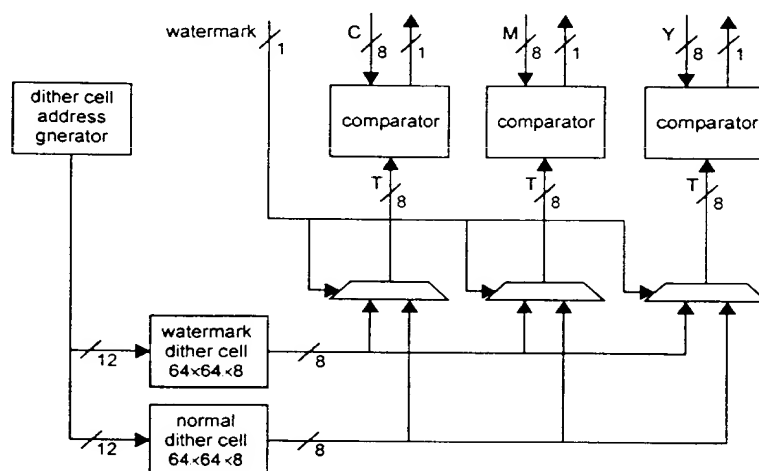 watermark
1
C
8
1
M
8
1
Y
8
1
dither cell
address
gnerator
comparator
comparator
comparator
T
8
T
8
T
8
12
watermark
dither cell
64×64×8
8
12
normal
dither cell
64×64×8
8